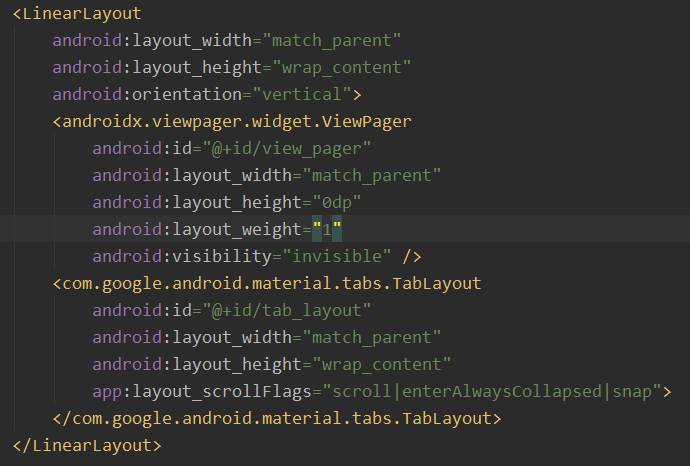 <LinearLayout
android:layout_width="match_parent"
android:layout_height="wrap_content"
android:orientation="vertical">
<androidx.viewpager.widget.ViewPager
android:id="@+id/view_pager"
android:layout_width="match_parent"
android:layout_height="0dp"
android:layout_weight="1"
android:visibility="invisible" />
<com.google.android.material.tabs.TabLayout
android:id="@+id/tab_layout"
android:layout_width="match_parent"
android:layout_height="wrap_content"
app:layout_scrollFlags="scroll|enterAlwaysCollapsed|snap">
</com.google.android.material.tabs.TabLayout>
</LinearLayout>